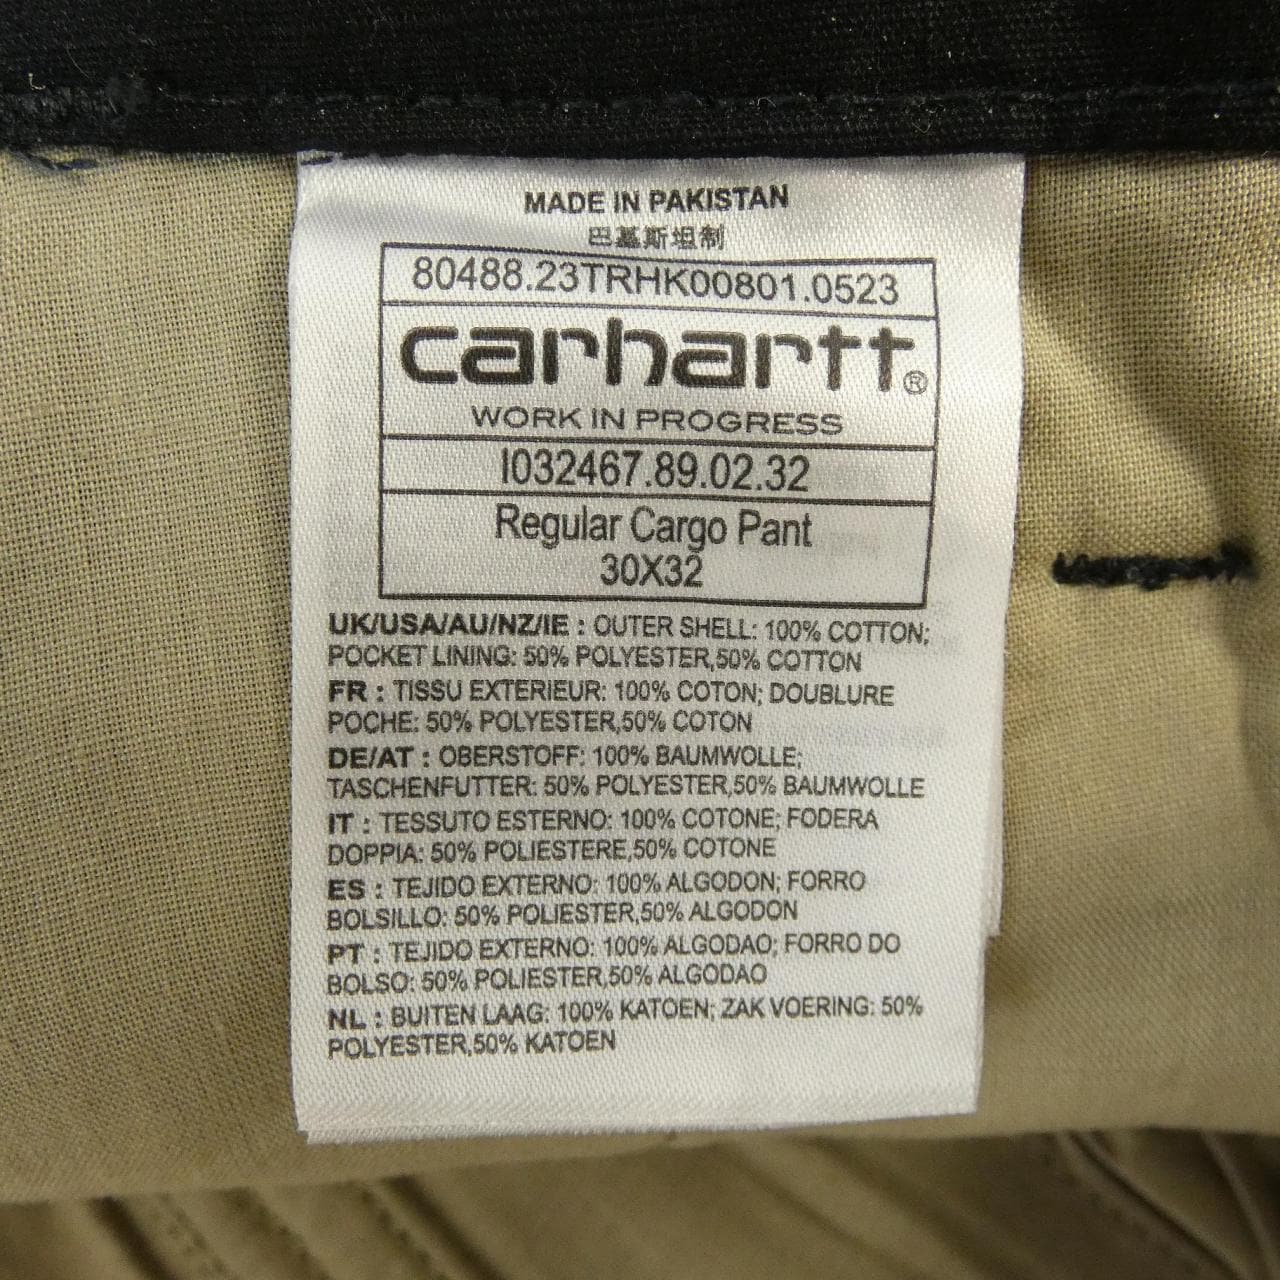 MADE IN PAKISTAN
巴基斯坦制
80488.23TRHK00801.0523
carhartt®
WORK IN PROGRESS
I032467.89.02.32
Regular Cargo Pant
30X32
UK/USA/AU/NZ/IE : OUTER SHELL: 100% COTTON;
POCKET LINING: 50% POLYESTER,50% COTTON
FR : TISSU EXTERIEUR: 100% COTON; DOUBLURE
POCHE: 50% POLYESTER,50% COTON
DE/AT : OBERSTOFF: 100% BAUMWOLLE;
TASCHENFUTTER: 50% POLYESTER,50% BAUMWOLLE
IT : TESSUTO ESTERNO: 100% COTONE; FODERA
DOPPIA: 50% POLIESTERE,50% COTONE
ES : TEJIDO EXTERNO: 100% ALGODON; FORRO
BOLSILLO: 50% POLIESTER,50% ALGODON
PT : TEJIDO EXTERNO: 100% ALGODAO; FORRO DO
BOLSO: 50% POLIESTER,50% ALGODAO
NL : BUITEN LAAG: 100% KATOEN; ZAK VOERING: 50%
POLYESTER,50% KATOEN